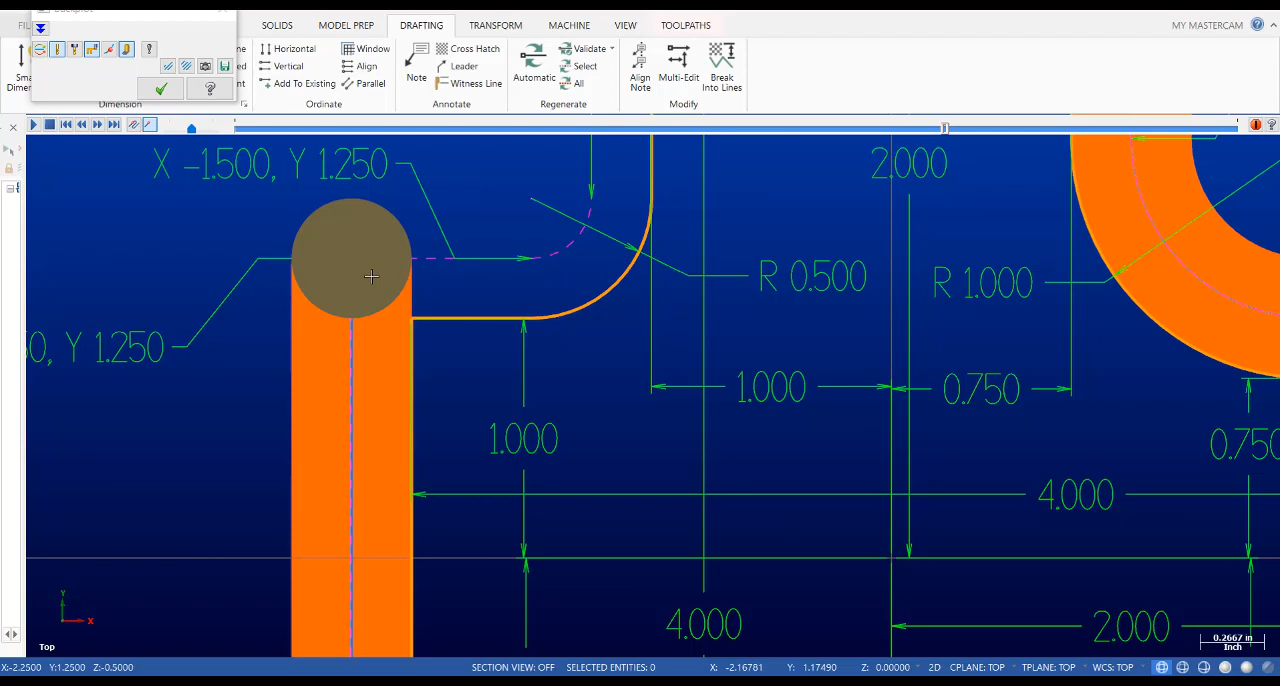 Backplot
SOLIDS MODEL PREP DRAFTING TRANSFORM MACHINE VIEW TOOLPATHS MY MASTERCAM
Horizontal Window Cross Hatch Validate
Vertical Align Leader Select
Add To Existing Parallel Note Witness Line Automatic All Align Note Multi-Edit Break Into Lines
Dimension Ordinate Annotate Regenerate Modify
X -1.500, Y 1.250
2.000
R 0.500
R 1.000
0, Y 1.250
1.000
0.750
1.000
0.750
4.000
4.000
2.000
Y
X
Top
0.2667 in
Inch
X:-2.2500 Y:1.2500 Z:-0.5000 SECTION VIEW: OFF SELECTED ENTITIES: 0 X: -2.16781 Y: 1.17490 Z: 0.00000 2D CPLANE: TOP TPLANE: TOP WCS: TOP